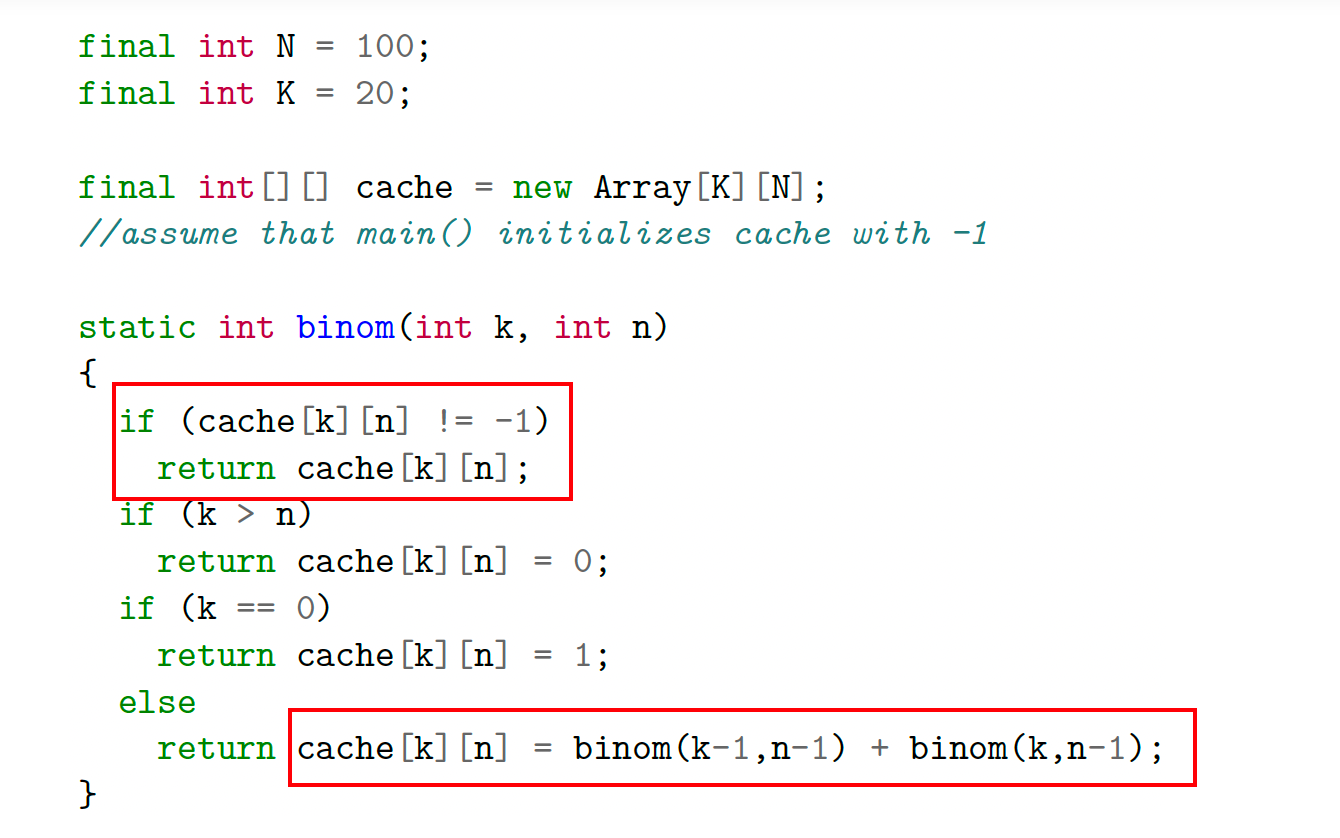 final int N = 100;
final int K = 20;
final int[][] cache = new Array[K][N];
//assume that main() initializes cache with -1
static int binom(int k, int n)
{
if (cache[k][n] != -1)
return cache[k][n];
if (k > n)
return cache[k][n] = 0;
if (k == 0)
return cache[k][n] = 1;
else
return cache[k][n] = binom(k-1,n-1) + binom(k,n-1);
}